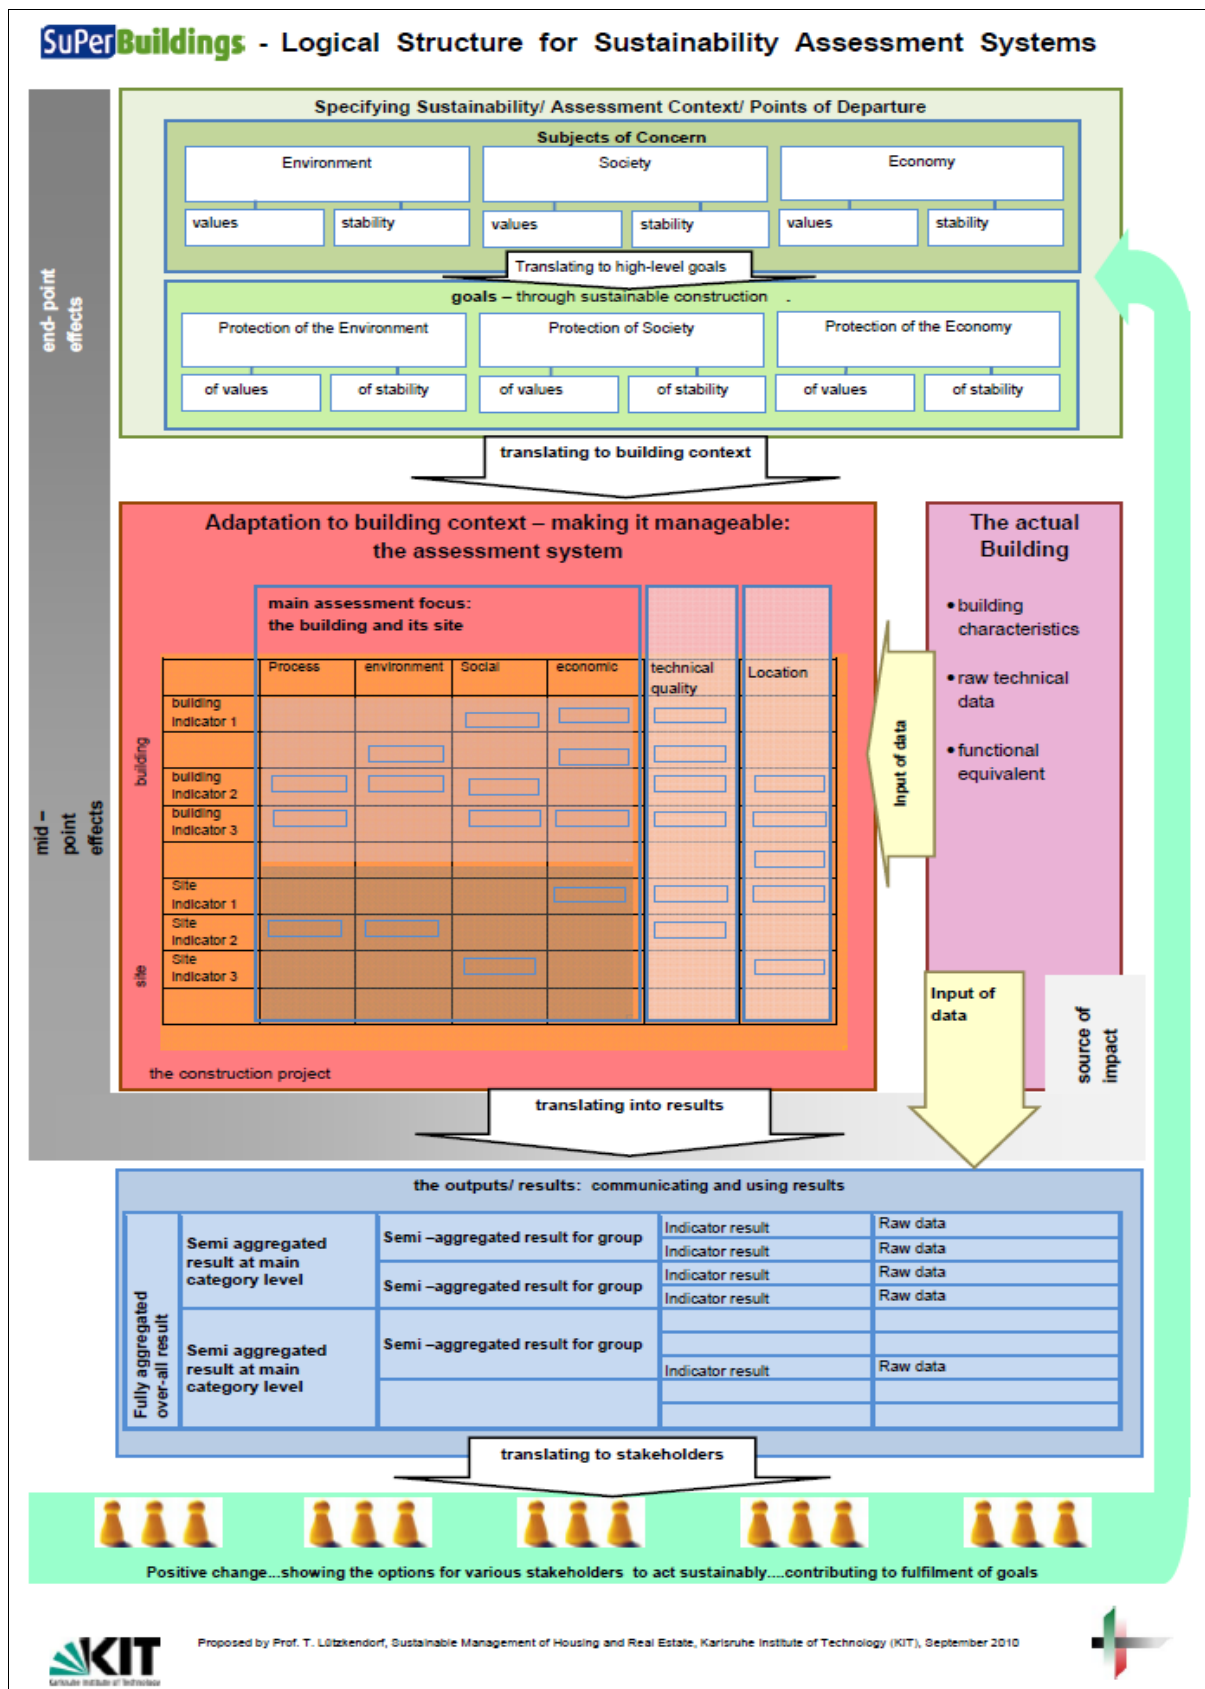 SuPerBuildings - Logical Structure for Sustainability Assessment Systems
Specifying Sustainability/ Assessment Context/ Points of Departure
Subjects of Concern
Environment
Society
Economy
values
stability
values
stability
values
stability
Translating to high-level goals
goals – through sustainable construction .
Protection of the Environment
Protection of Society
Protection of the Economy
of values
of stability
of values
of stability
of values
of stability
end- point
effects
translating to building context
Adaptation to building context – making it manageable:
the assessment system
The actual
Building
• building
characteristics
• raw technical
data
• functional
equivalent
main assessment focus:
the building and its site
Process
environment
Social
economic
technical
quality
Location
building
building
Indicator 1
building
Indicator 2
building
Indicator 3
site
Site
Indicator 1
Site
Indicator 2
Site
Indicator 3
the construction project
mid –
point
effects
Input of data
Input of
data
source of
impact
translating into results
the outputs/ results: communicating and using results
Fully aggregated
over-all result
Semi aggregated
result at main
category level
Semi –aggregated result for group
Indicator result
Raw data
Indicator result
Raw data
Semi –aggregated result for group
Indicator result
Raw data
Indicator result
Raw data
Semi aggregated
result at main
category level
Semi –aggregated result for group
Indicator result
Raw data
translating to stakeholders
Positive change...showing the options for various stakeholders to act sustainably....contributing to fulfilment of goals
KIT
Karlsruhe Institute of Technology
Proposed by Prof. T. Lützkendorf, Sustainable Management of Housing and Real Estate, Karlsruhe Institute of Technology (KIT), September 2010